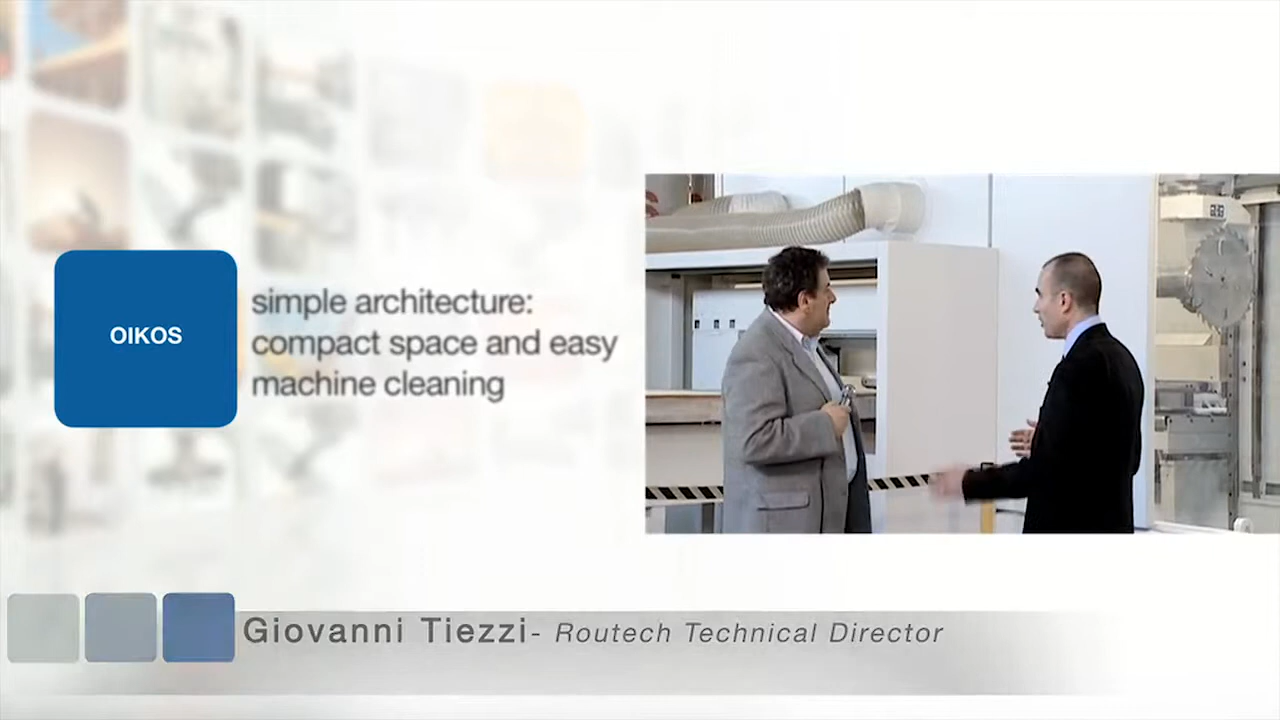 OIKOS
simple architecture:
compact space and easy
machine cleaning
Giovanni Tiezzi- Routech Technical Director